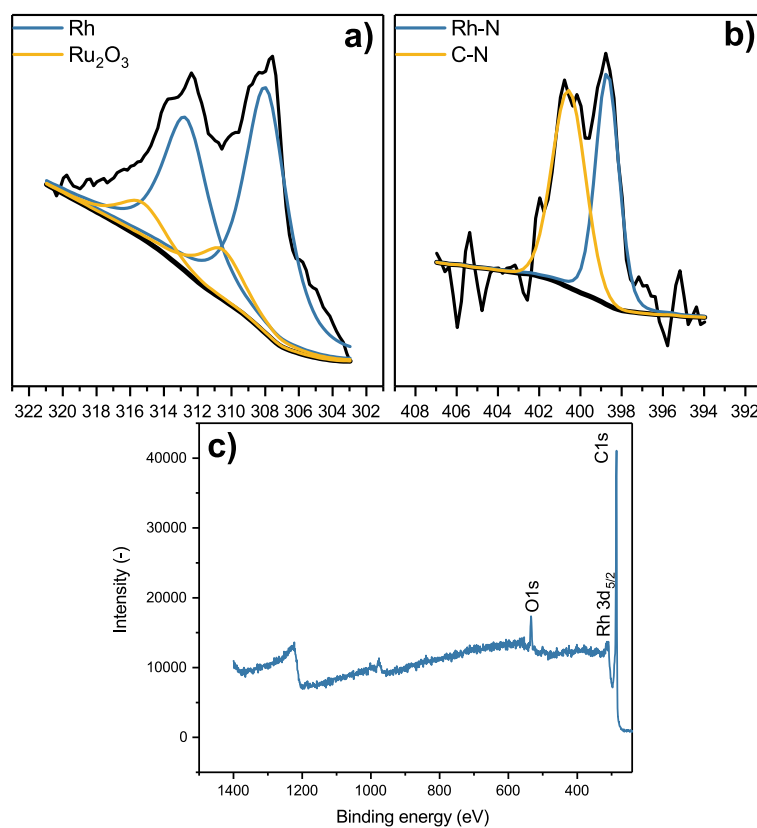 Rh
Ru2O3
a)
322 320 318 316 314 312 310 308 306 304 302
Rh-N
C-N
b)
408 406 404 402 400 398 396 394 392
c)
Intensity (-)
40000
30000
20000
10000
0
O1s
Rh 3d5/2
C1s
1400 1200 1000 800 600 400
Binding energy (eV)